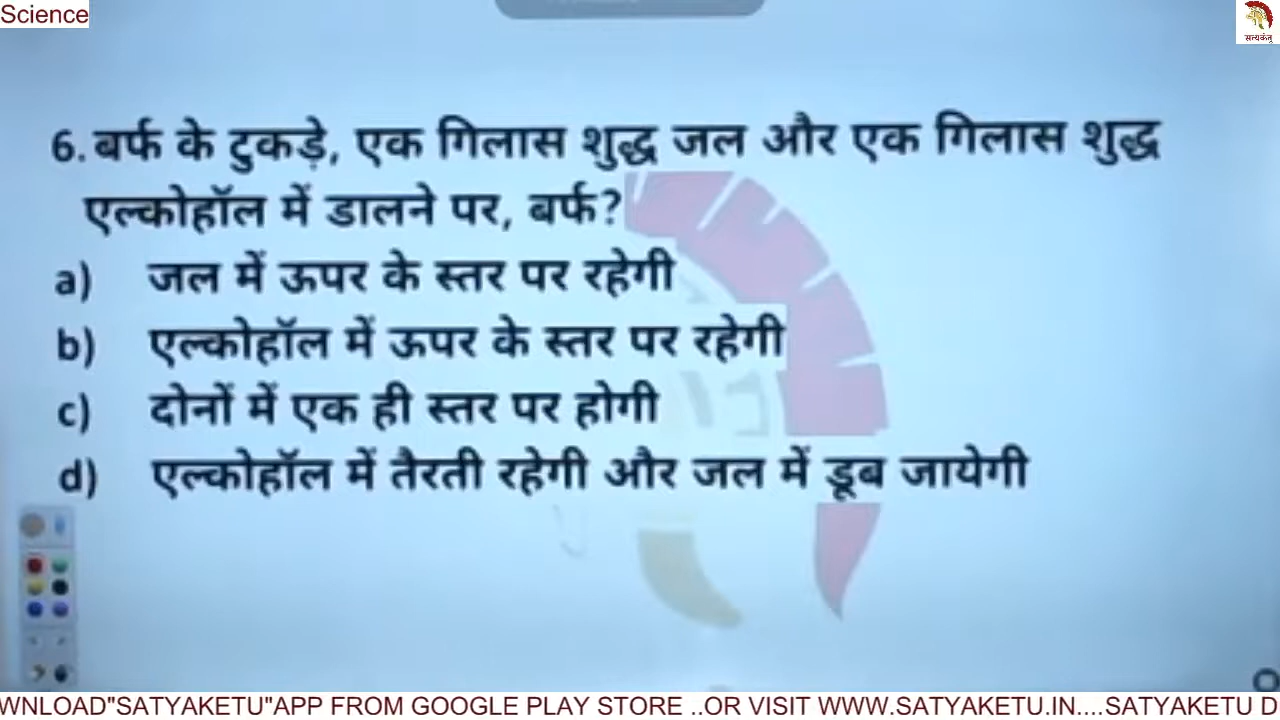 Science
सत्यकेतु
6. बर्फ के टुकड़े, एक गिलास शुद्ध जल और एक गिलास शुद्ध
एल्कोहॉल में डालने पर, बर्फ?
a) जल में ऊपर के स्तर पर रहेगी
b) एल्कोहॉल में ऊपर के स्तर पर रहेगी
c) दोनों में एक ही स्तर पर होगी
d) एल्कोहॉल में तैरती रहेगी और जल में डूब जायेगी
WNLOAD"SATYAKETU"APP FROM GOOGLE PLAY STORE ..OR VISIT WWW.SATYAKETU.IN....SATYAKETU D